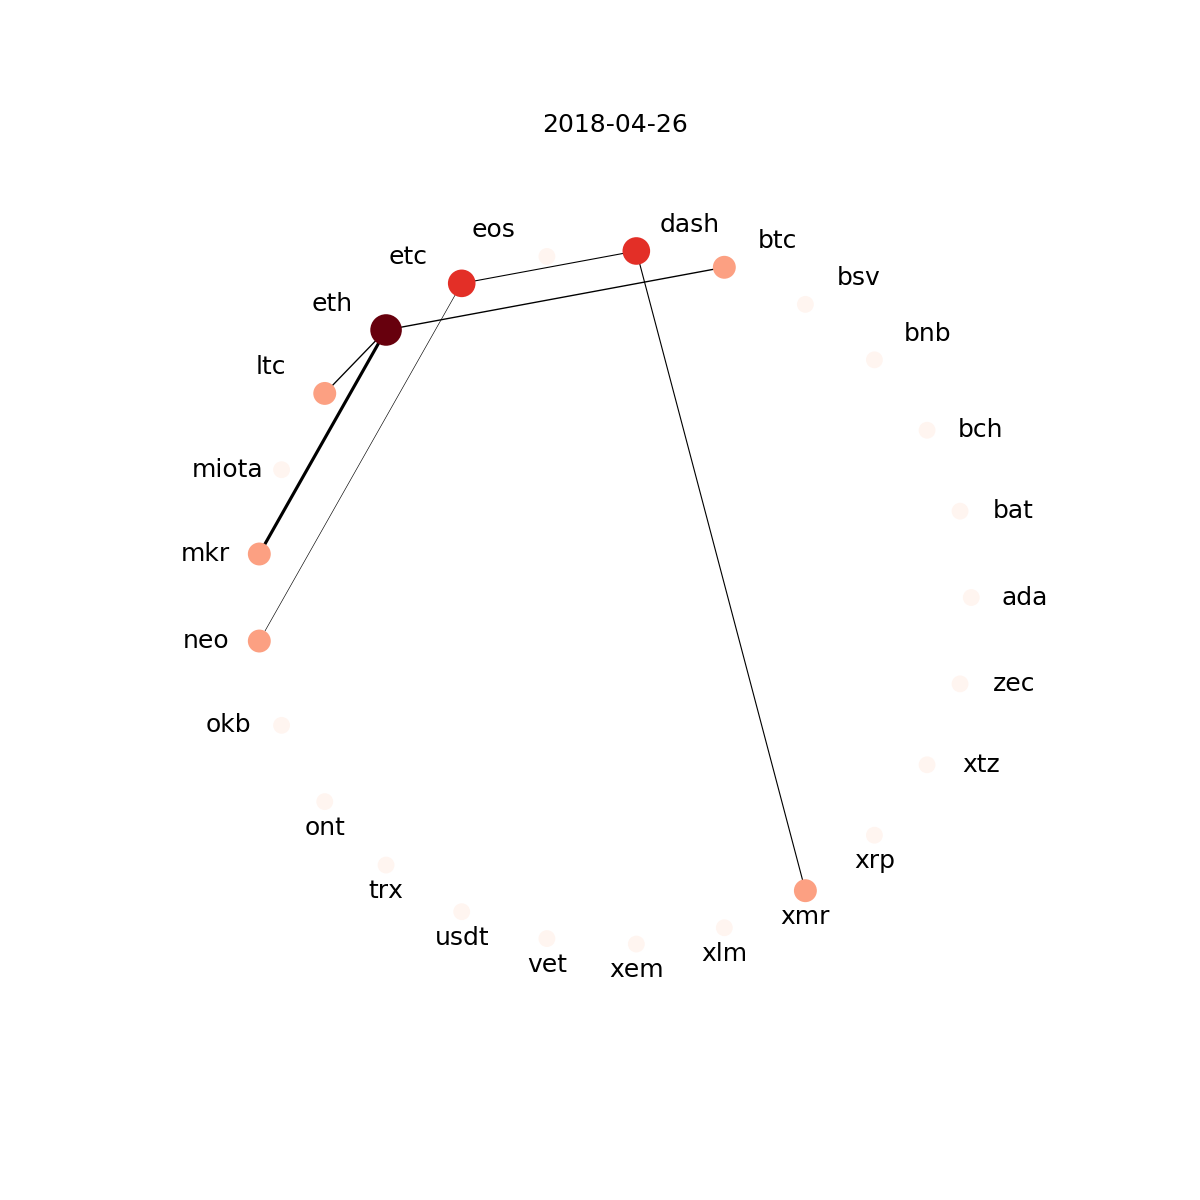 2018-04-26
dash
eos
btc
etc
bsv
eth
bnb
ltc
bch
miota
bat
mkr
ada
neo
zec
okb
xtz
ont
xrp
trx
xmr
usdt
xlm
vet
xem